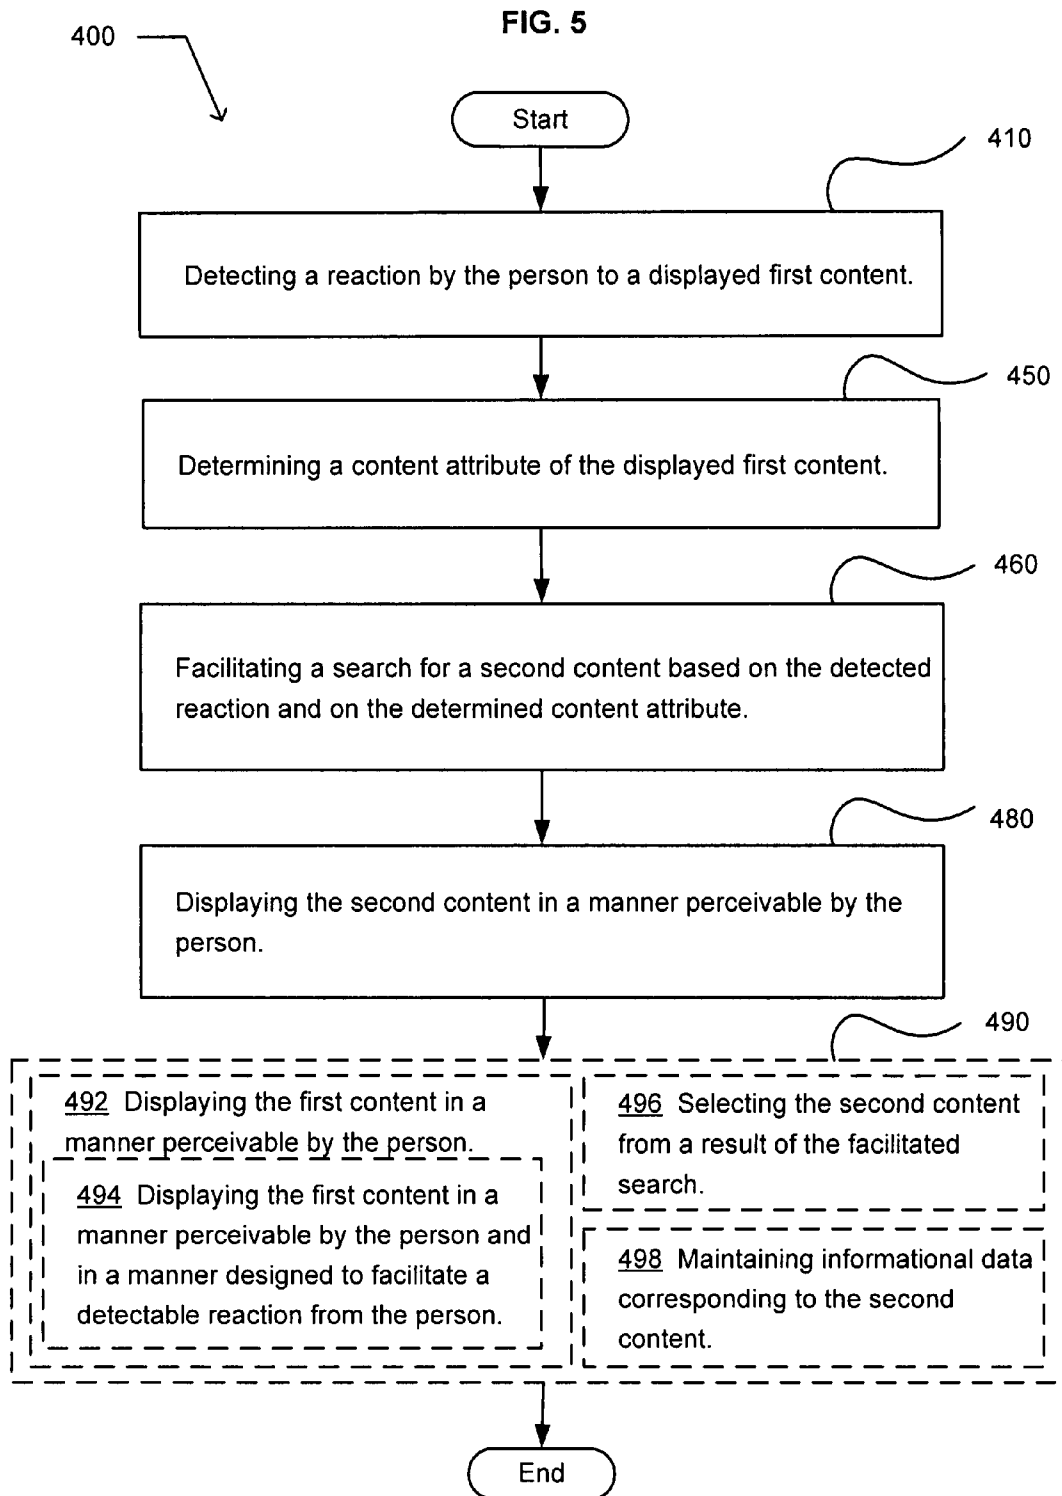 FIG. 5
400
Start
410
Detecting a reaction by the person to a displayed first content.
450
Determining a content attribute of the displayed first content.
460
Facilitating a search for a second content based on the detected
reaction and on the determined content attribute.
480
Displaying the second content in a manner perceivable by the
person.
490
492 Displaying the first content in a
manner perceivable by the person.
494 Displaying the first content in a
manner perceivable by the person and
in a manner designed to facilitate a
detectable reaction from the person.
496 Selecting the second content
from a result of the facilitated
search.
498 Maintaining informational data
corresponding to the second
content.
End